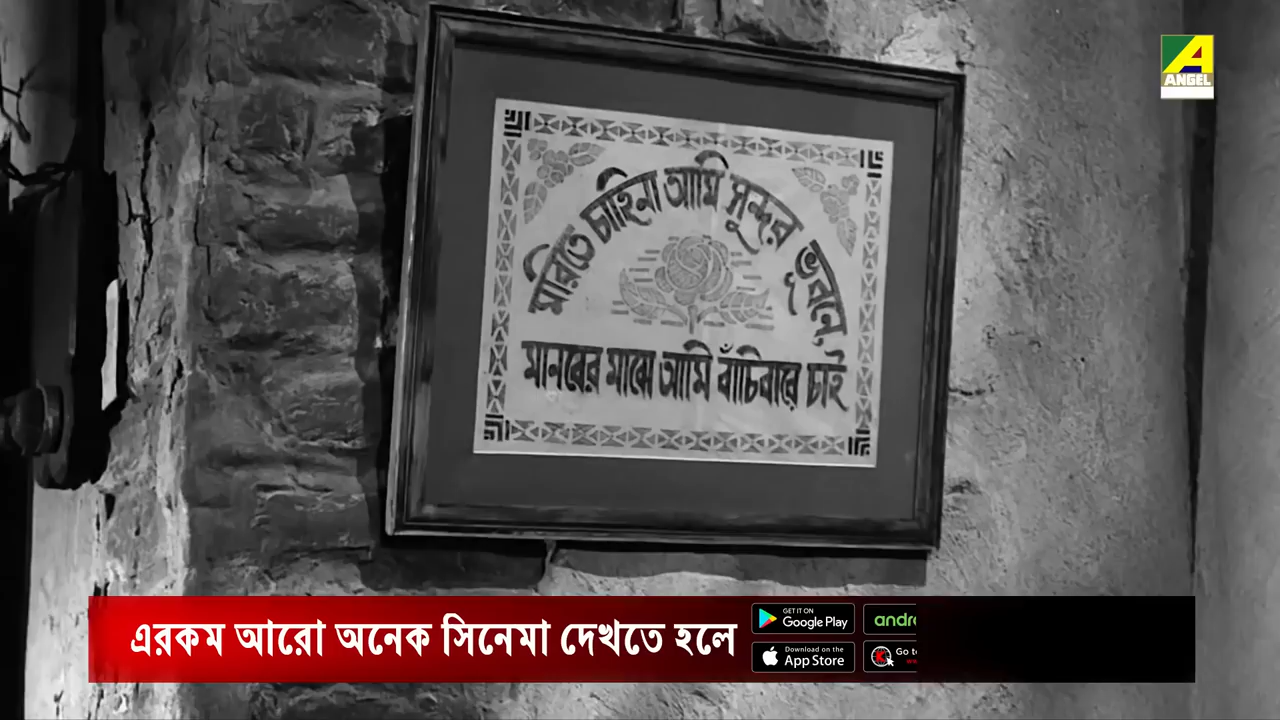 ANGEL
মরিতে চাহিনা আমি সুন্দর ভুবনে
মানবের মাঝে আমি বাঁচিবারে চাই
এরকম আরো অনেক সিনেমা দেখতে হলে
GET IT ON
Google Play
Download on the
App Store
Go